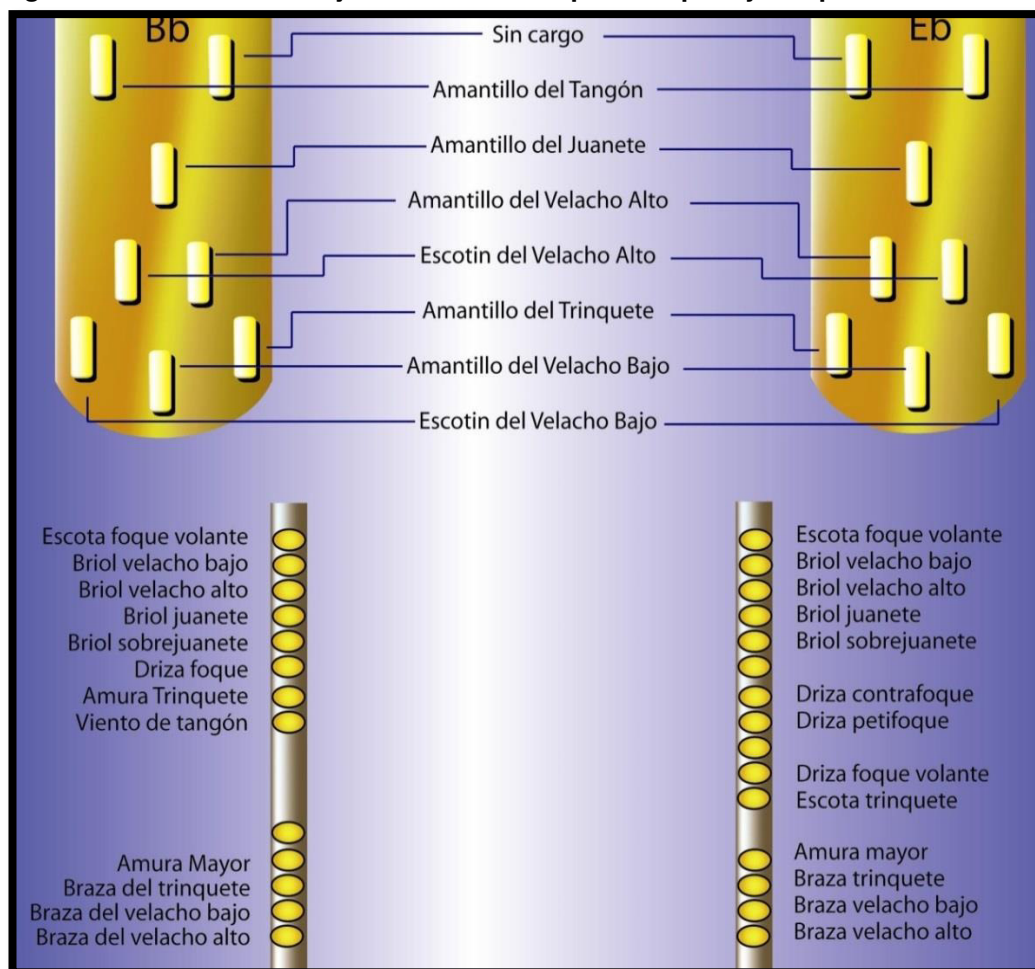 Bb
Eb
Sin cargo
Amantillo del Tangón
Amantillo del Juanete
Amantillo del Velacho Alto
Escotin del Velacho Alto
Amantillo del Trinquete
Amantillo del Velacho Bajo
Escotin del Velacho Bajo
Escota foque volante
Briol velacho bajo
Briol velacho alto
Briol juanete
Briol sobrejuanete
Driza foque
Amura Trinquete
Viento de tangón
Amura Mayor
Braza del trinquete
Braza del velacho bajo
Braza del velacho alto
Escota foque volante
Briol velacho bajo
Briol velacho alto
Briol juanete
Briol sobrejuanete
Driza contrafoque
Driza petifoque
Driza foque volante
Escota trinquete
Amura mayor
Braza trinquete
Braza velacho bajo
Braza velacho alto